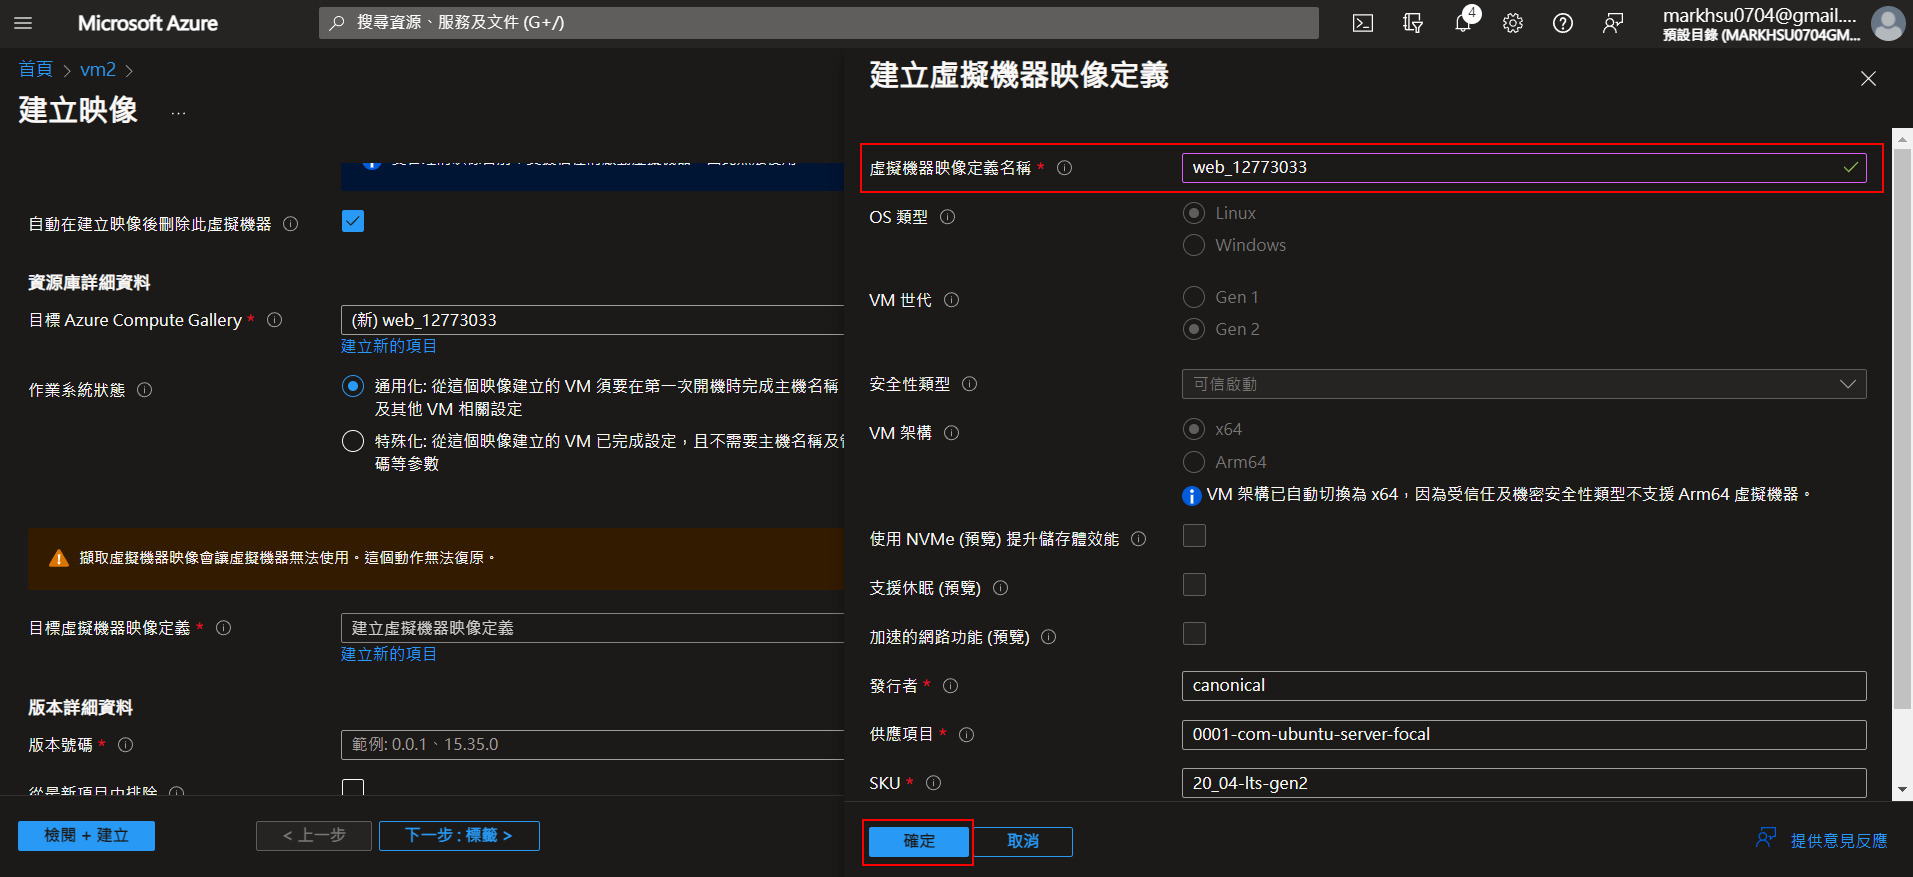 Microsoft Azure
搜尋資源、服務及文件 (G+/)
4
markhsu0704@gmail....
預設目錄 (MARKHSU0704GM...
首頁 > vm2 >
建立映像 ...
自動在建立映像後刪除此虛擬機器
資源庫詳細資料
目標 Azure Compute Gallery *
(新) web_12773033
建立新的項目
作業系統狀態
通用化: 從這個映像建立的 VM 須要在第一次開機時完成主機名稱
及其他 VM 相關設定
特殊化: 從這個映像建立的 VM 已完成設定，且不需要主機名稱及
碼等參數
擷取虛擬機器映像會讓虛擬機器無法使用。這個動作無法復原。
目標虛擬機器映像定義 *
建立虛擬機器映像定義
建立新的項目
版本詳細資料
版本號碼 *
範例: 0.0.1、15.35.0
從最新項目中排除
檢閱 + 建立
< 上一步
下一步 : 標籤 >
建立虛擬機器映像定義
虛擬機器映像定義名稱 *
web_12773033
OS 類型
Linux
Windows
VM 世代
Gen 1
Gen 2
安全性類型
可信啟動
VM 架構
x64
Arm64
VM 架構已自動切換為 x64，因為受信任及機密安全性類型不支援 Arm64 虛擬機器。
使用 NVMe (預覽) 提升儲存體效能
支援休眠 (預覽)
加速的網路功能 (預覽)
發行者 *
canonical
供應項目 *
0001-com-ubuntu-server-focal
SKU *
20_04-lts-gen2
確定
取消
提供意見反應